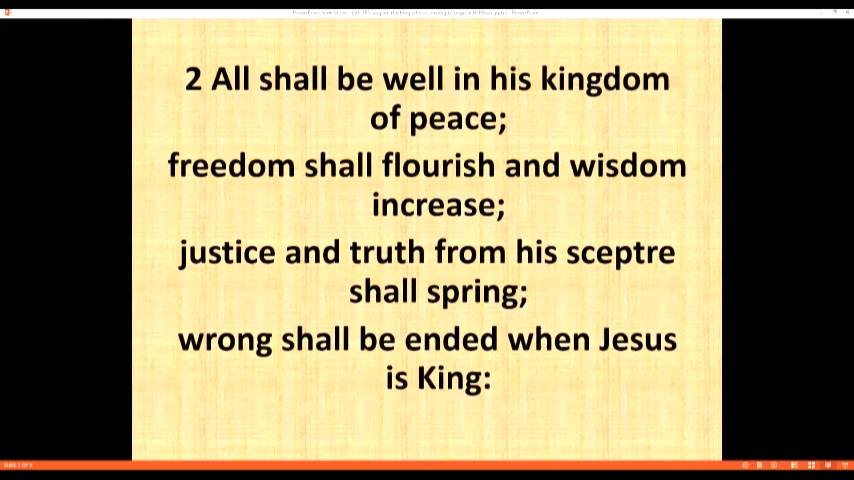 2 All shall be well in his kingdom
of peace;
freedom shall flourish and wisdom
increase;
justice and truth from his sceptre
shall spring;
wrong shall be ended when Jesus
is King: